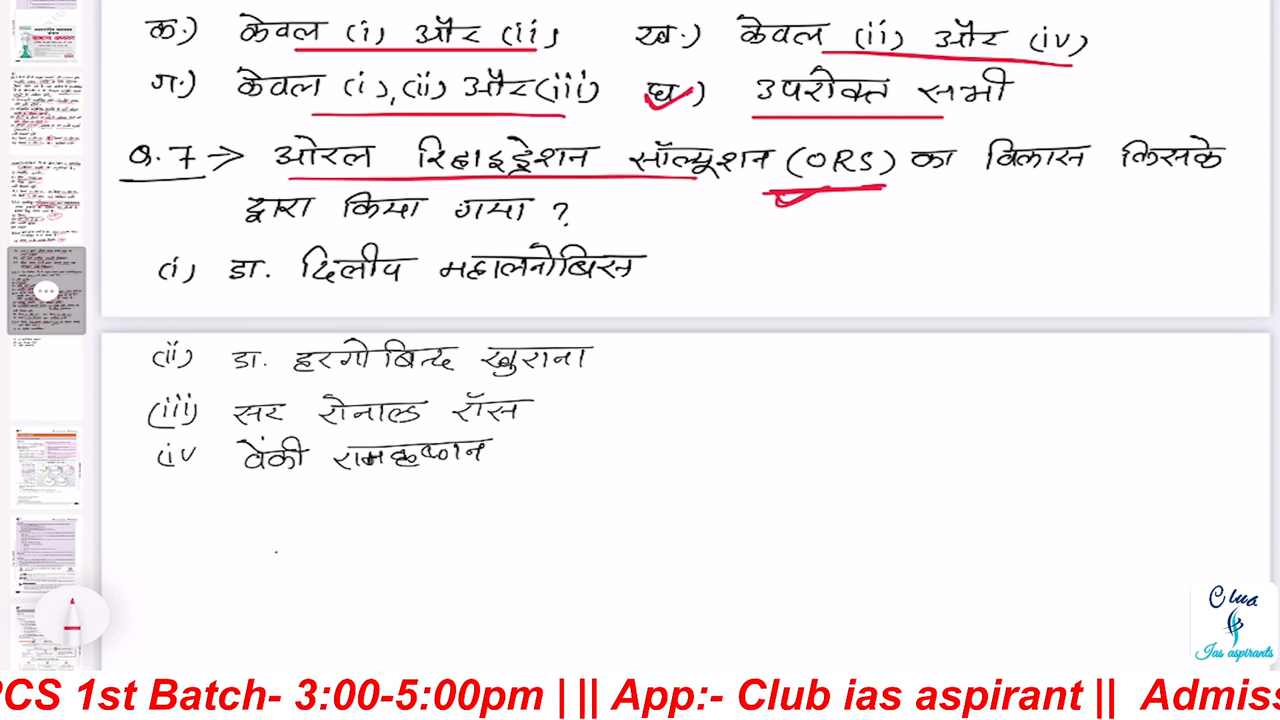 क.) केवल (i) और (ii) ख.) केवल (ii) और (iv)
ग.) केवल (i), (ii) और (iii) घ.) उपरोक्त सभी
Q.7 → ओरल रिहाइड्रेशन सॉल्यूशन (ORS) का विकास किसके
द्वारा किया गया ?
(i) डा. दिलीप महालनोबिस
(ii) डा. हरगोबिन्द खुराना
(iii) सर रोनाल्ड रॉस
(iv वेंकी रामकृष्णन
Club
Ias aspirants
PCS 1st Batch- 3:00-5:00pm | || App:- Club ias aspirant || Admiss